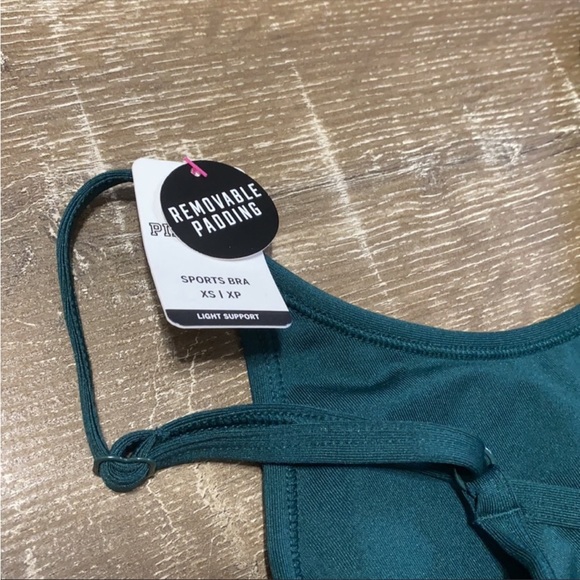 REMOVABLE
PADDING
SPORTS BRA
XS | XP
LIGHT SUPPORT